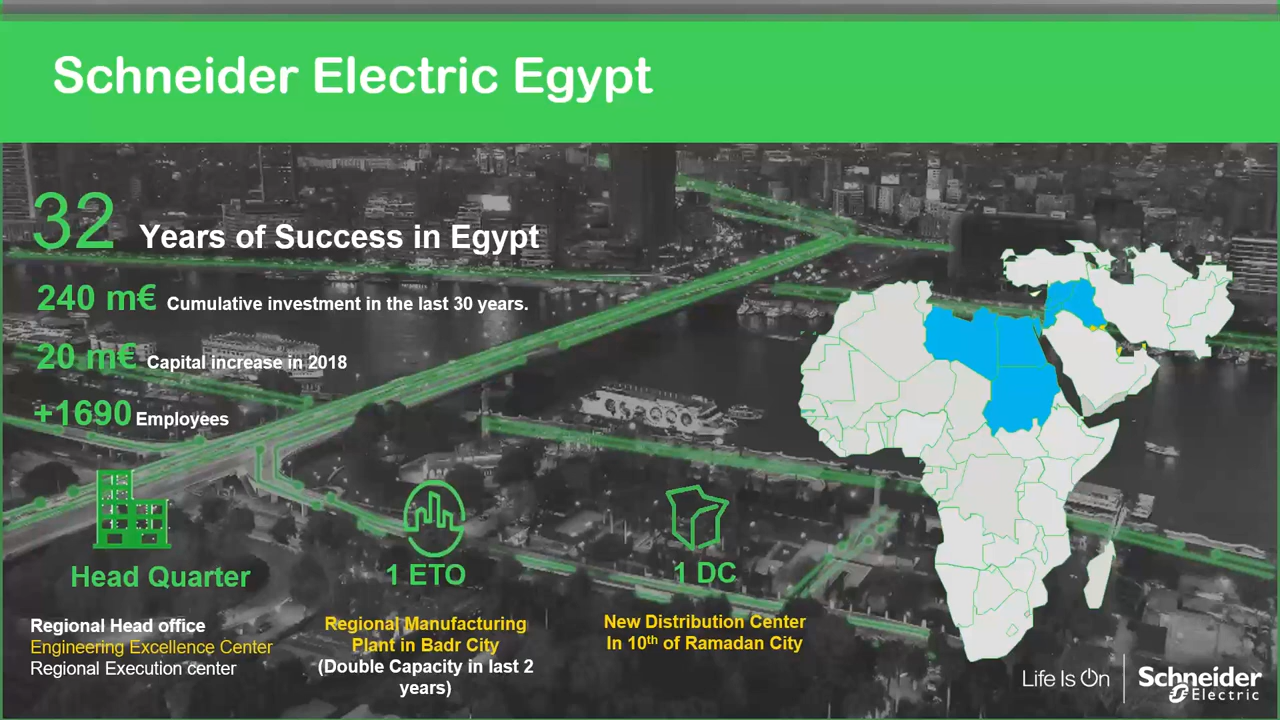 Schneider Electric Egypt
32 Years of Success in Egypt
240 m€ Cumulative investment in the last 30 years.
20 m€ Capital increase in 2018
+1690 Employees
Head Quarter
Regional Head office
Engineering Excellence Center
Regional Execution center
1 ETO
Regional Manufacturing
Plant in Badr City
(Double Capacity in last 2
years)
1 DC
New Distribution Center
In 10th of Ramadan City
Life Is On
Schneider
Electric